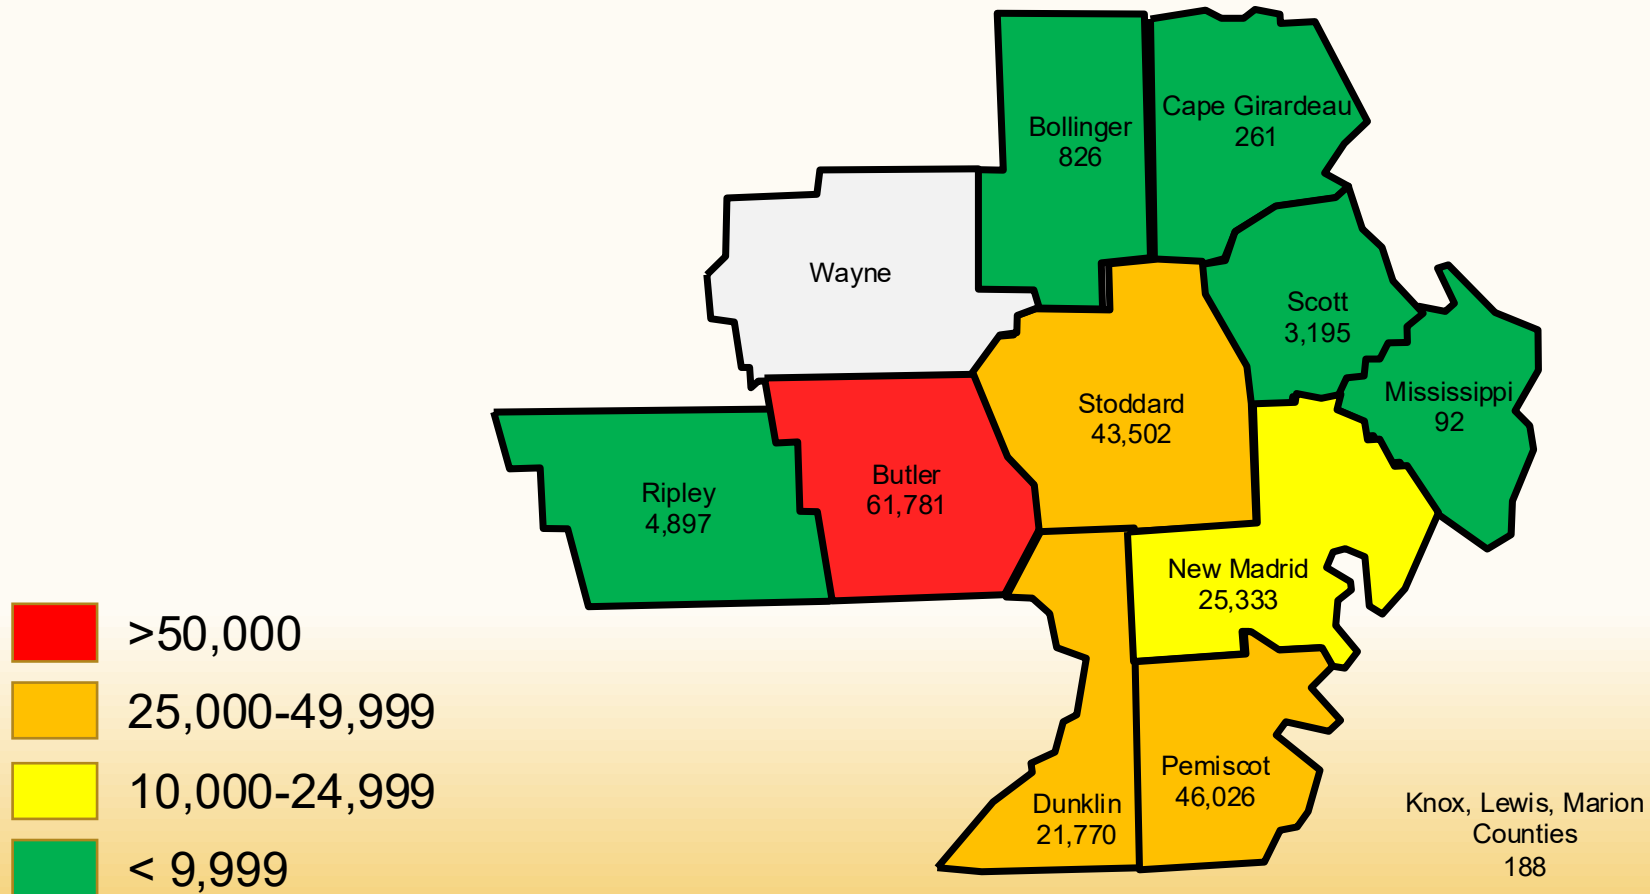 Cape Girardeau
261
Bollinger
826
Wayne
Scott
3,195
Mississippi
92
Stoddard
43,502
Butler
61,781
Ripley
4,897
New Madrid
25,333
Pemiscot
46,026
Dunklin
21,770
Knox, Lewis, Marion
Counties
188
>50,000
25,000-49,999
10,000-24,999
< 9,999